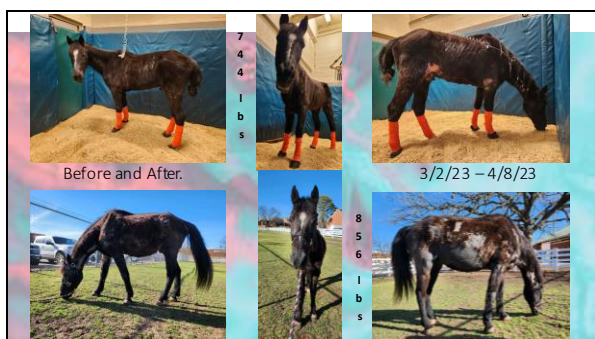 744 lbs
Before and After.
3/2/23 – 4/8/23
856 lbs